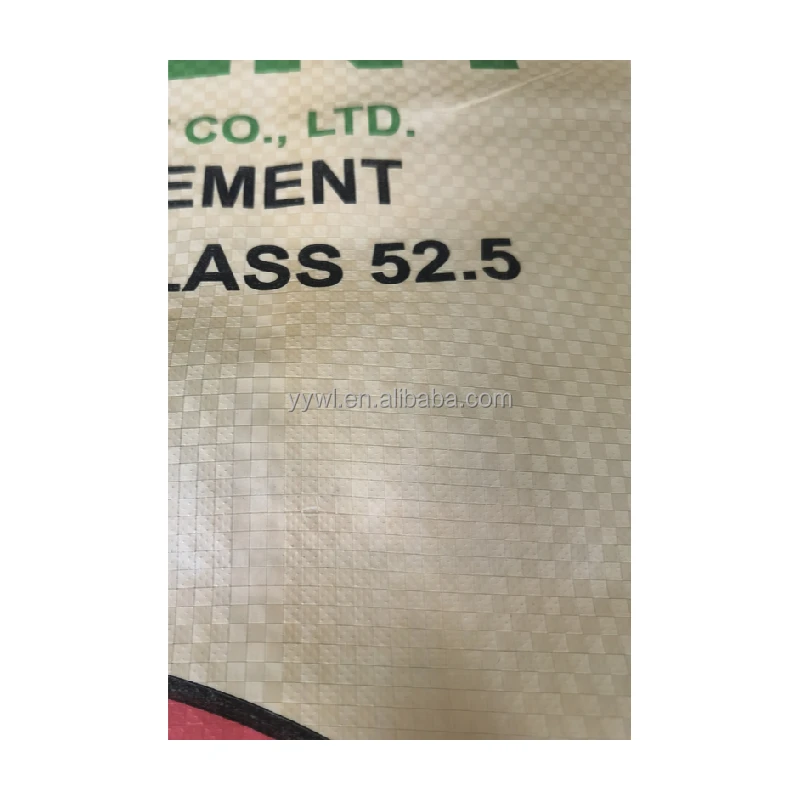 CO., LTD.
EMENT
LASS 52.5
yywl.en.alibaba.com